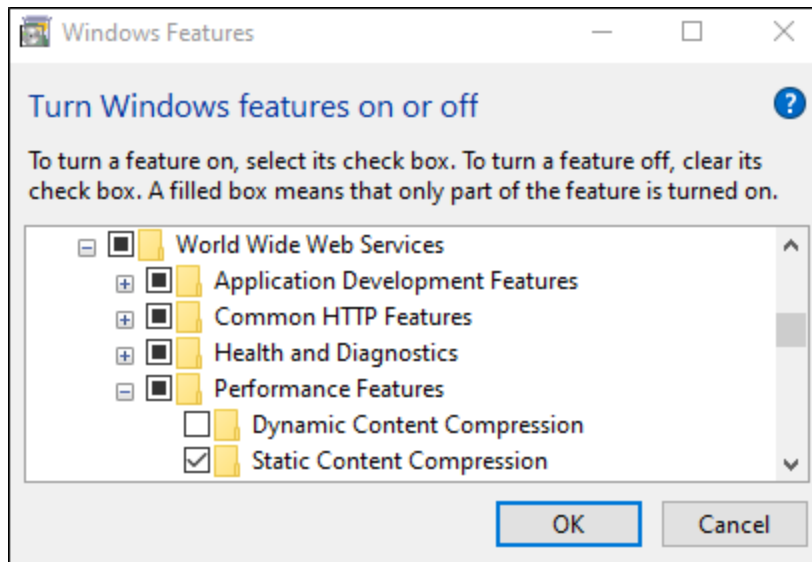 Windows Features
Turn Windows features on or off
?
To turn a feature on, select its check box. To turn a feature off, clear its
check box. A filled box means that only part of the feature is turned on.
World Wide Web Services
Application Development Features
Common HTTP Features
Health and Diagnostics
Performance Features
Dynamic Content Compression
Static Content Compression
OK Cancel